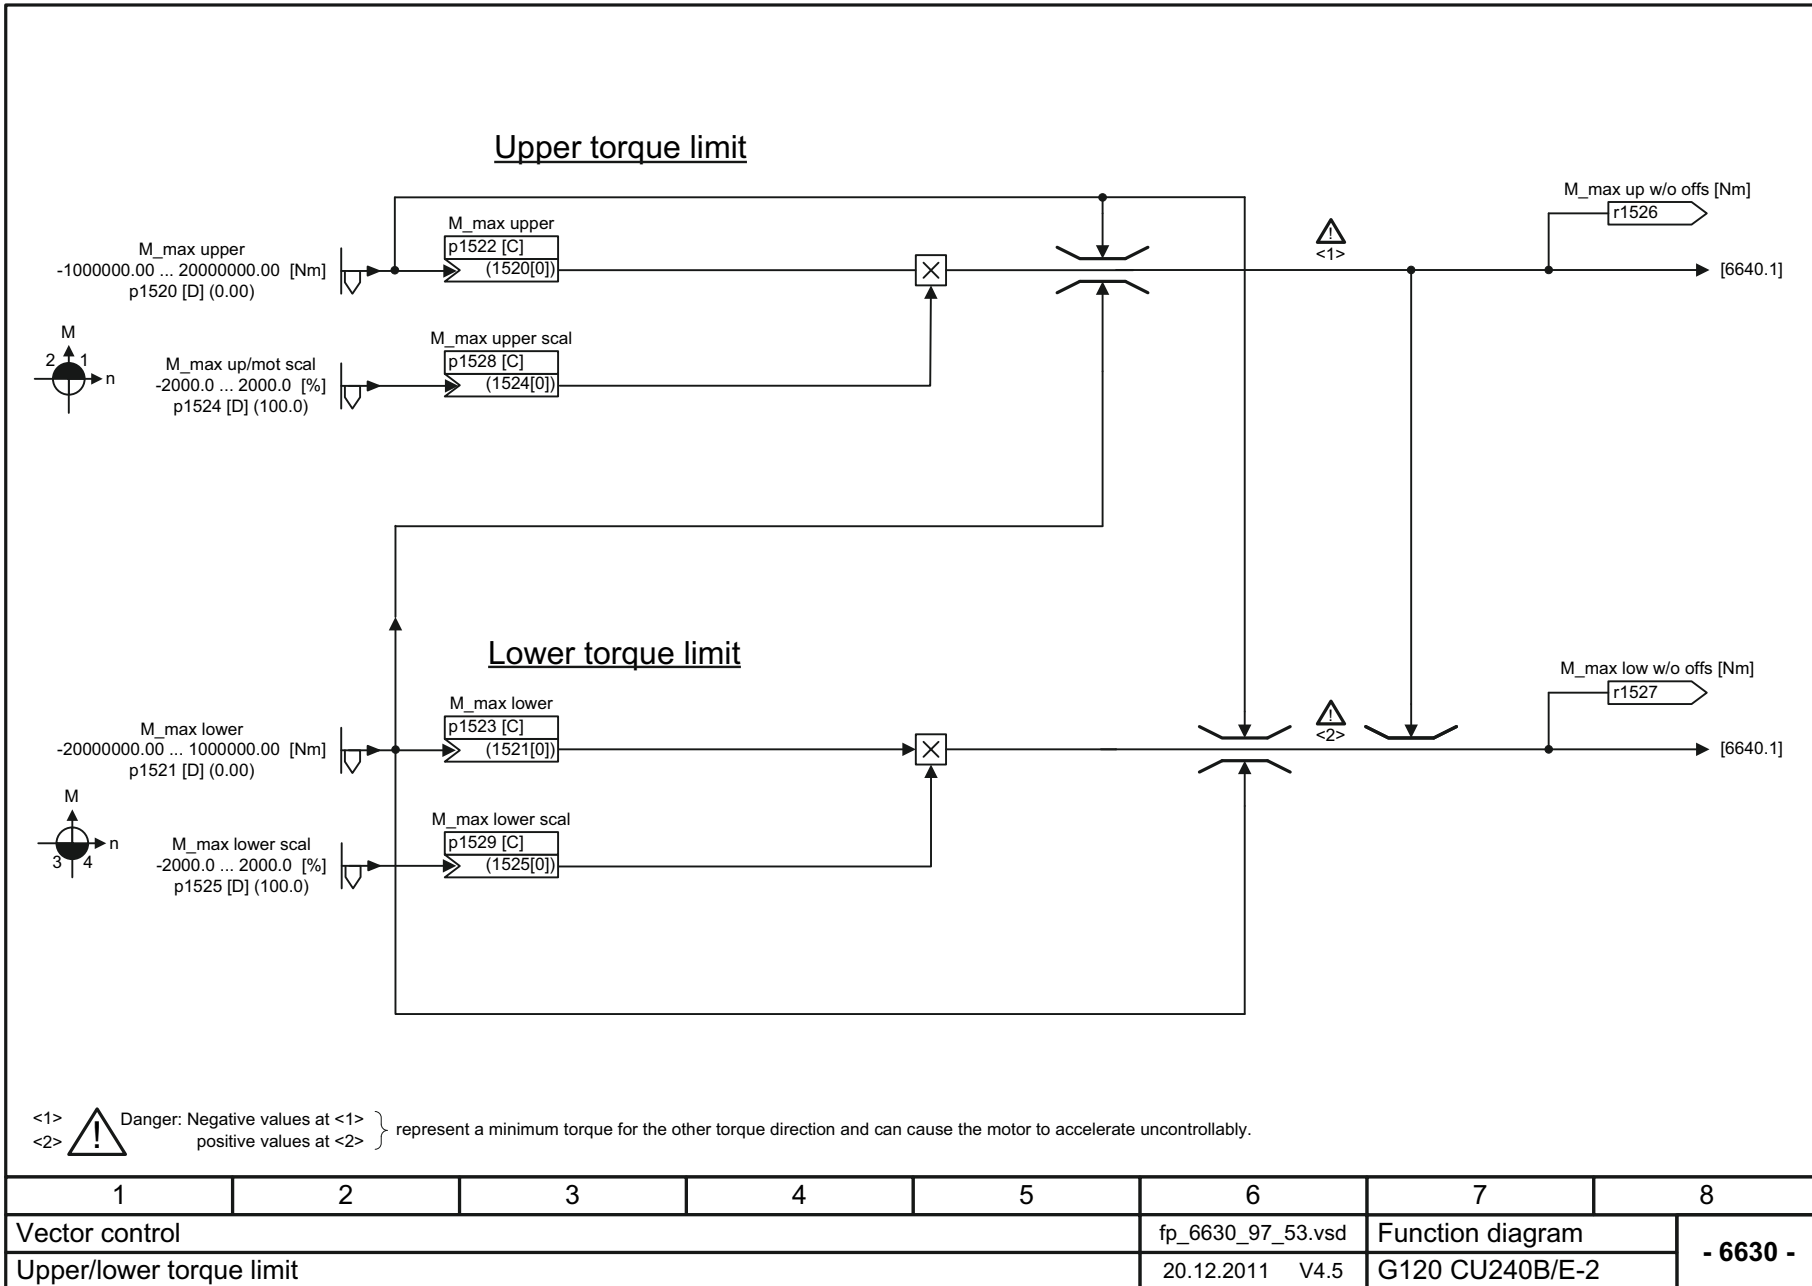 Upper torque limit
M_max up w/o offs [Nm]
r1526
M_max upper
-1000000.00 ... 20000000.00 [Nm]
p1520 [D] (0.00)
M_max upper
p1522 [C]
(1520[0])
<1>
[6640.1]
M
2 1
n
M_max up/mot scal
-2000.0 ... 2000.0 [%]
p1524 [D] (100.0)
M_max upper scal
p1528 [C]
(1524[0])
Lower torque limit
M_max low w/o offs [Nm]
r1527
M_max lower
-20000000.00 ... 1000000.00 [Nm]
p1521 [D] (0.00)
M_max lower
p1523 [C]
(1521[0])
<2>
[6640.1]
M
n
3 4
M_max lower scal
-2000.0 ... 2000.0 [%]
p1525 [D] (100.0)
M_max lower scal
p1529 [C]
(1525[0])
<1> Danger: Negative values at <1>
<2> positive values at <2>
represent a minimum torque for the other torque direction and can cause the motor to accelerate uncontrollably.
1 2 3 4 5 6 7 8
Vector control fp_6630_97_53.vsd Function diagram
- 6630 -
Upper/lower torque limit 20.12.2011 V4.5 G120 CU240B/E-2